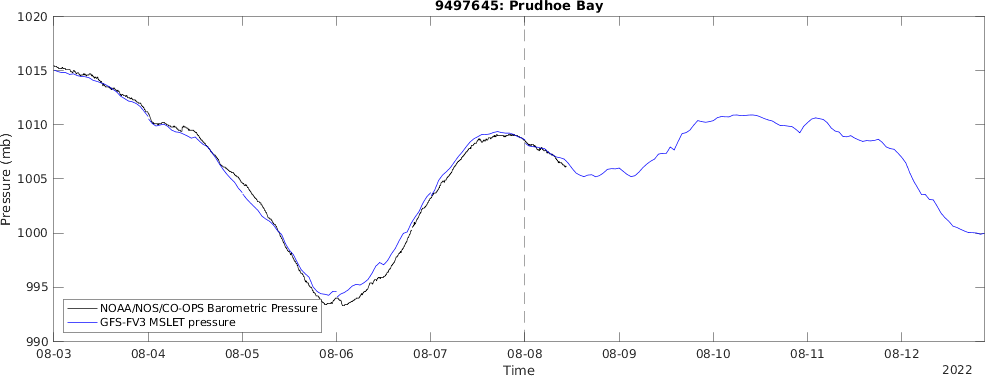 9497645: Prudhoe Bay
1020
1015
1010
1005
1000
995
990
Pressure (mb)
NOAA/NOS/CO-OPS Barometric Pressure
GFS-FV3 MSLET pressure
08-03 08-04 08-05 08-06 08-07 08-08 08-09 08-10 08-11 08-12
Time
2022